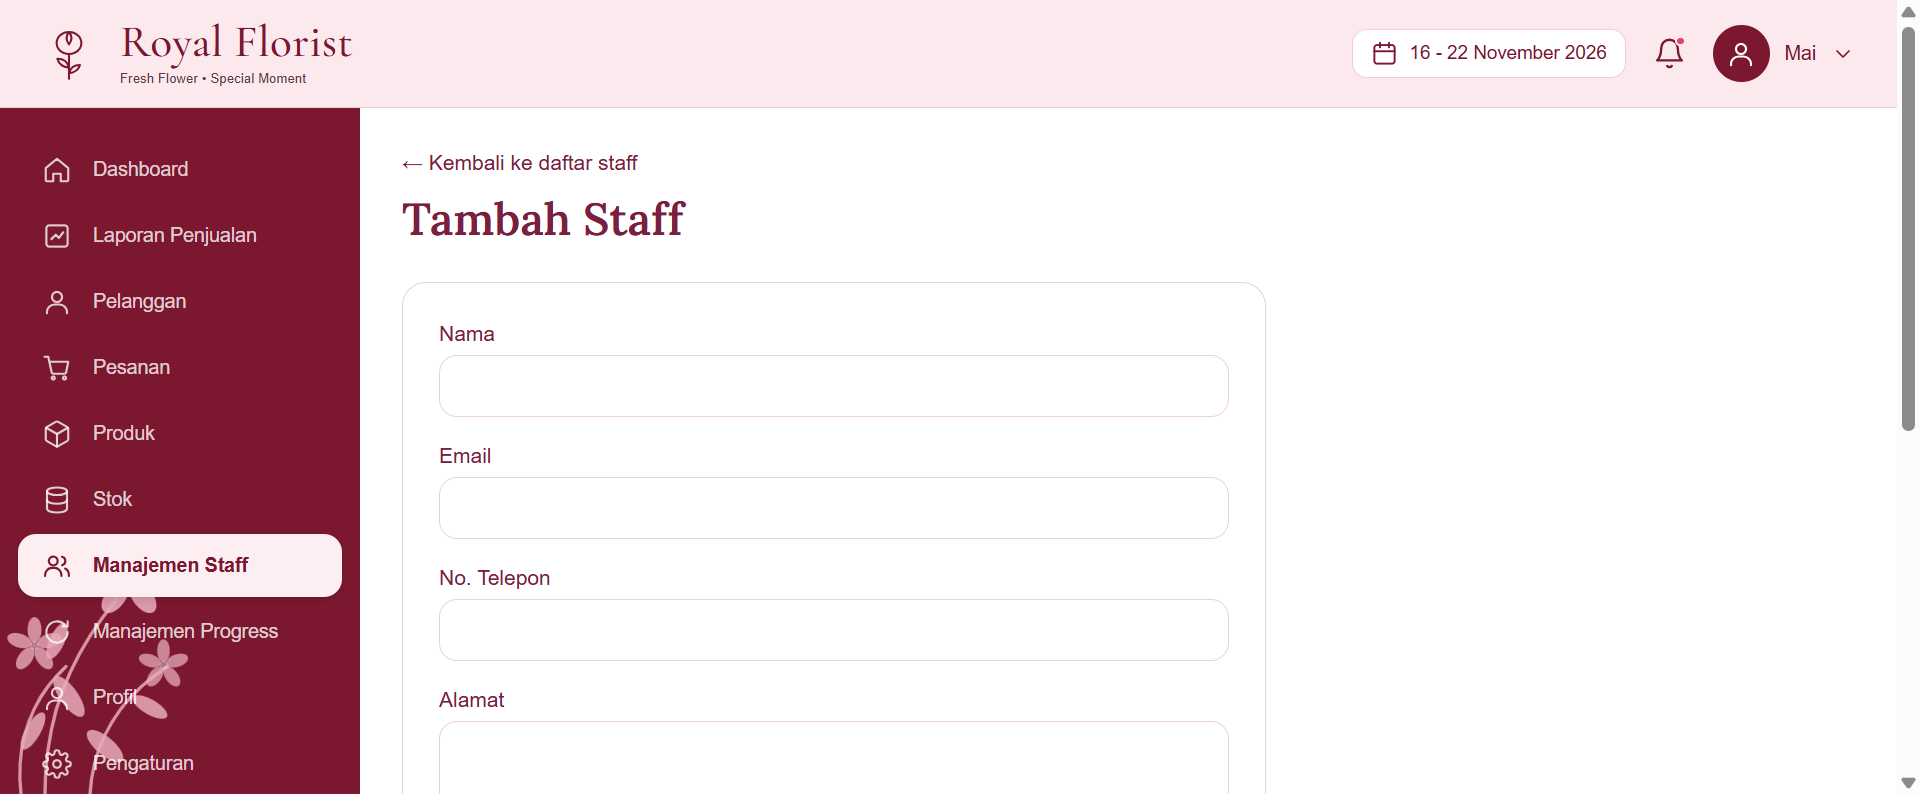 Royal Florist
Fresh Flower • Special Moment
16 - 22 November 2026
Mai
Dashboard
Laporan Penjualan
Pelanggan
Pesanan
Produk
Stok
Manajemen Staff
Manajemen Progress
Profil
Pengaturan
← Kembali ke daftar staff
Tambah Staff
Nama
Email
No. Telepon
Alamat